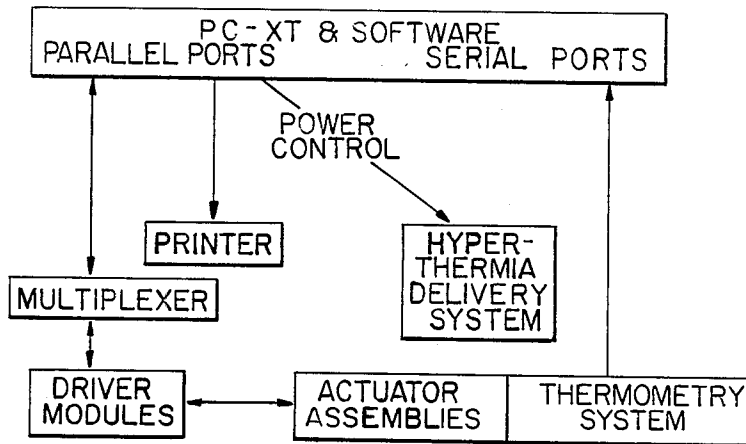 PC-XT & SOFTWARE
PARALLEL PORTS SERIAL PORTS
POWER
CONTROL
PRINTER
HYPER-
THERMIA
DELIVERY
SYSTEM
MULTIPLEXER
DRIVER
MODULES
ACTUATOR
ASSEMBLIES
THERMOMETRY
SYSTEM